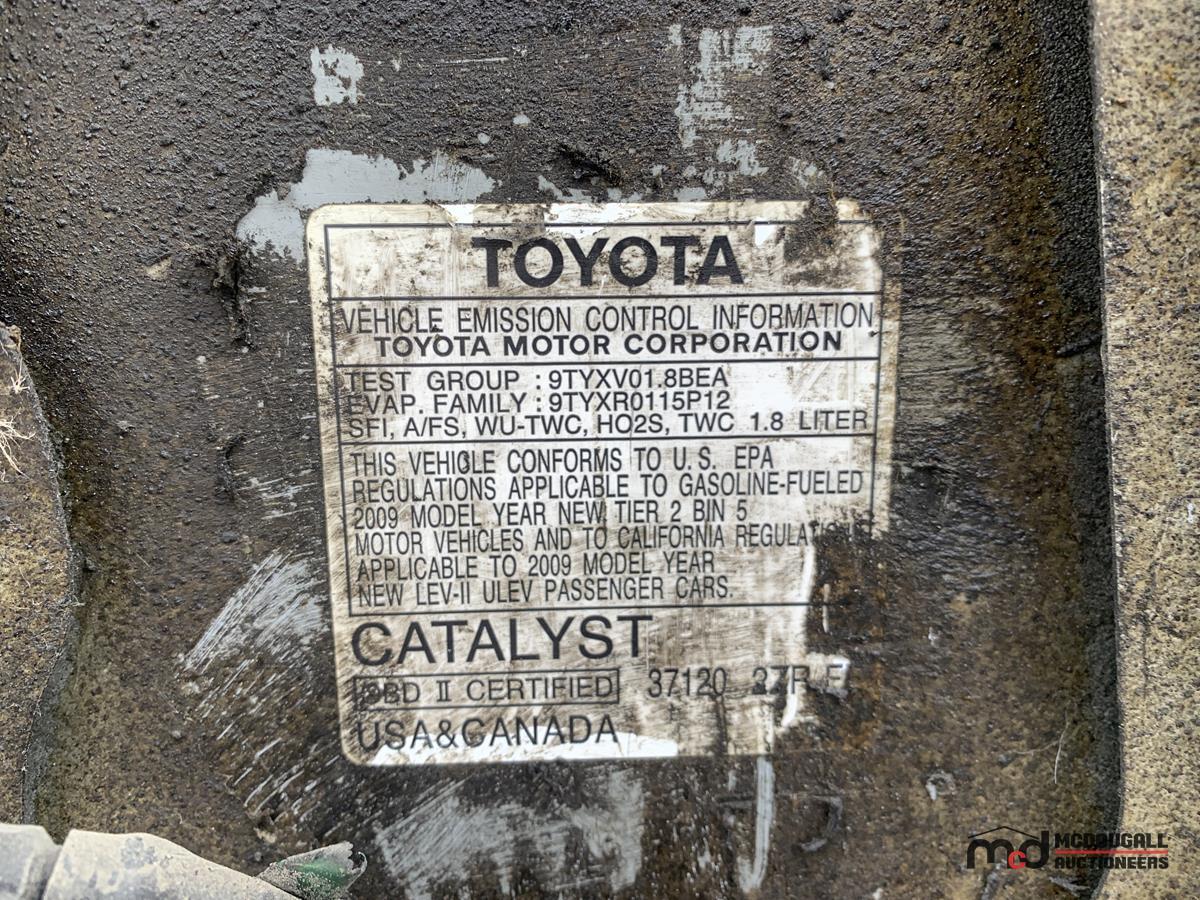 TOYOTA
VEHICLE EMISSION CONTROL INFORMATION
TOYOTA MOTOR CORPORATION
TEST GROUP : 9TYXV01.8BEA
EVAP. FAMILY : 9TYXR0115P12
SFI, A/FS, WU-TWC, HO2S, TWC 1.8 LITER
THIS VEHICLE CONFORMS TO U.S. EPA
REGULATIONS APPLICABLE TO GASOLINE-FUELED
2009 MODEL YEAR NEW TIER 2 BIN 5
MOTOR VEHICLES AND TO CALIFORNIA
APPLICABLE TO 2009 MODEL YEAR
NEW LEV-II ULEV PASSENGER CARS.
CATALYST
OBD II CERTIFIED 37120
USA&CANADA
mcd MCDOUGALL
AUCTIONEERS